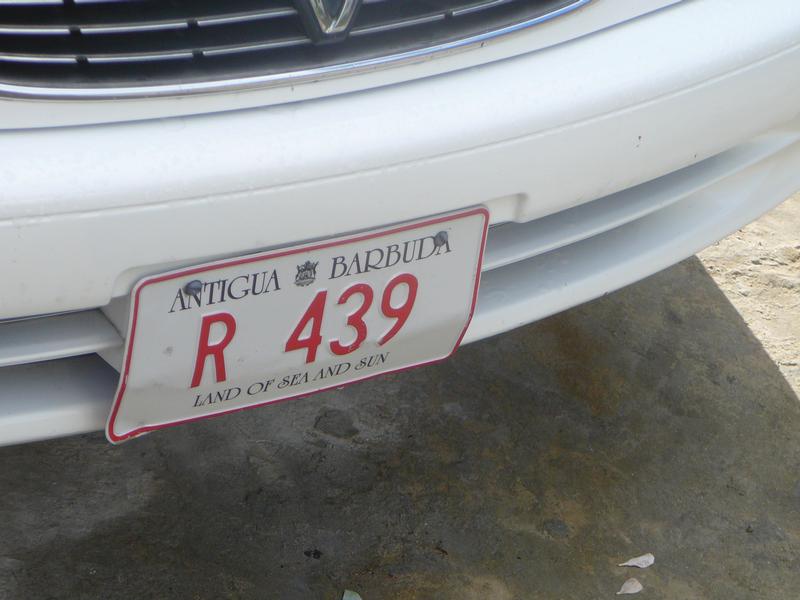 ANTIGUA BARBUDA
R 439
LAND OF SEA AND SUN